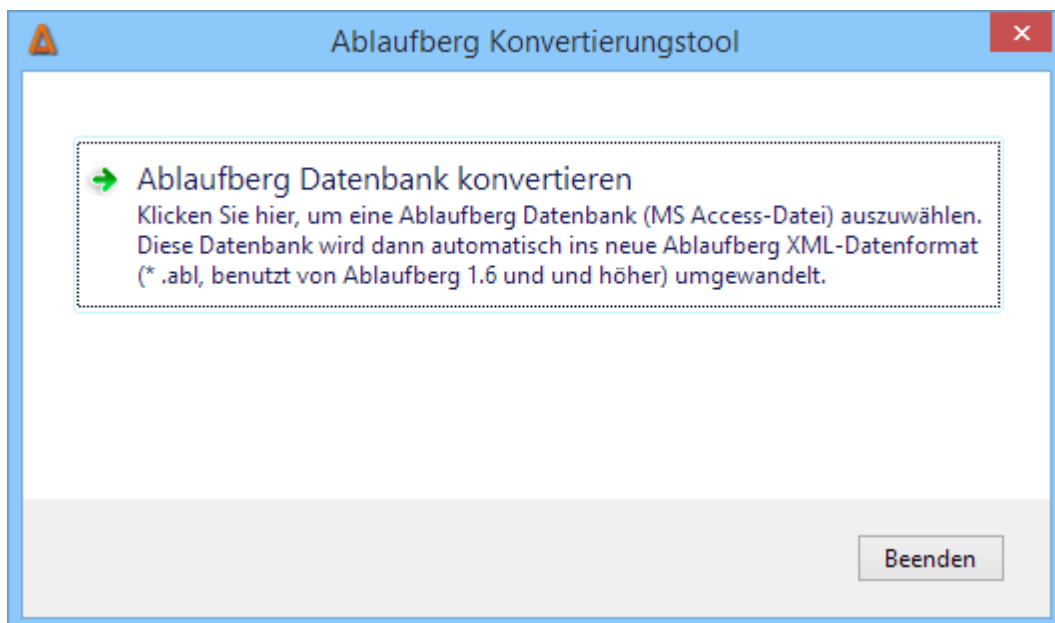 Ablaufberg Konvertierungstool
Ablaufberg Datenbank konvertieren
Klicken Sie hier, um eine Ablaufberg Datenbank (MS Access-Datei) auszuwählen.
Diese Datenbank wird dann automatisch ins neue Ablaufberg XML-Datenformat
(* .abl, benutzt von Ablaufberg 1.6 und und höher) umgewandelt.
Beenden